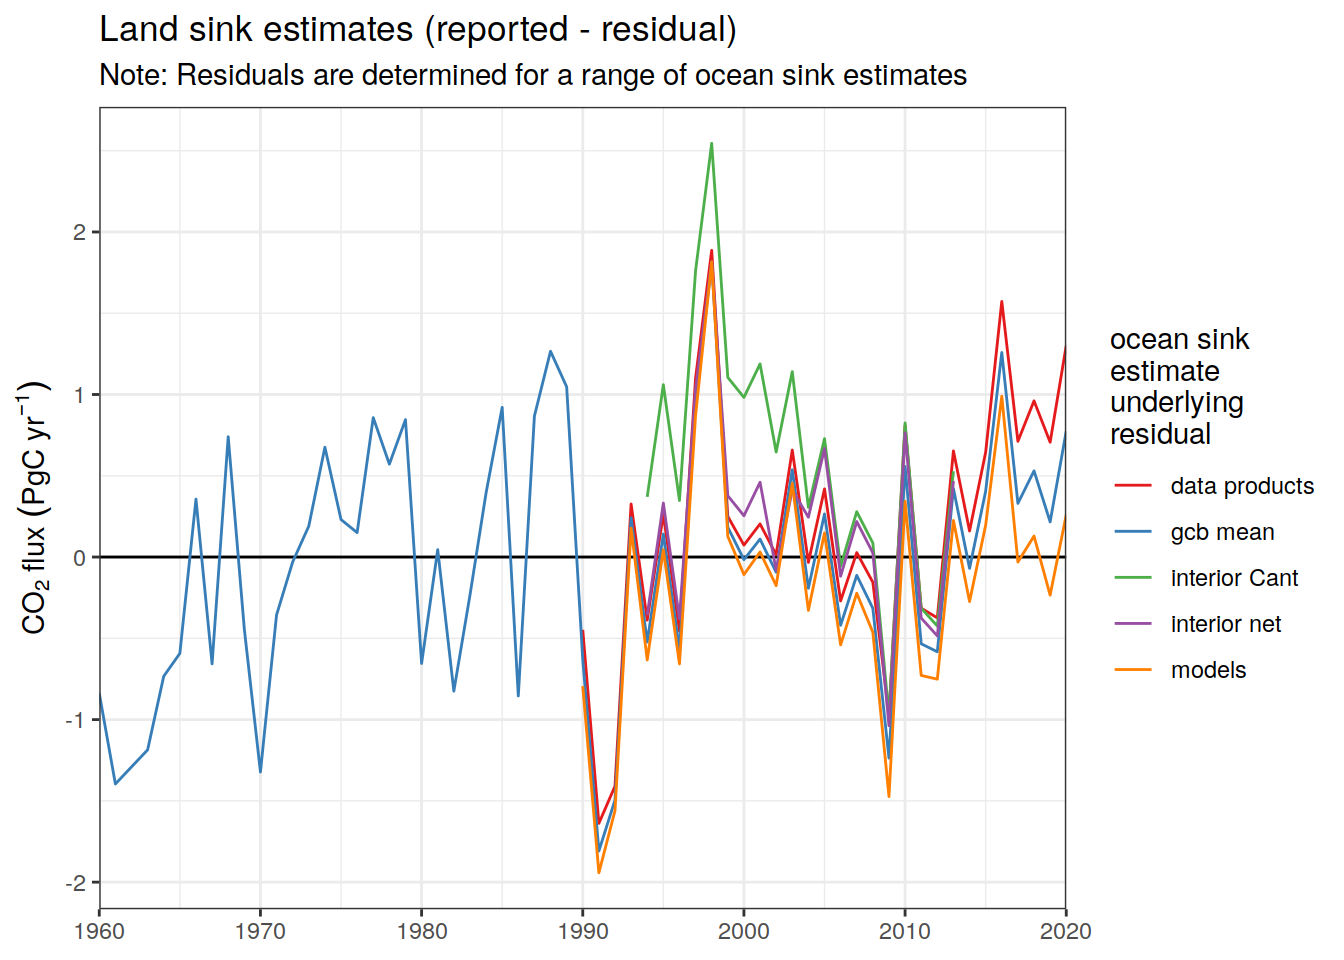 Land sink estimates (reported - residual)
Note: Residuals are determined for a range of ocean sink estimates
CO₂ flux (PgC yr⁻¹)
2
1
0
-1
-2
1960 1970 1980 1990 2000 2010 2020
ocean sink
estimate
underlying
residual
data products
gcb mean
interior Cant
interior net
models